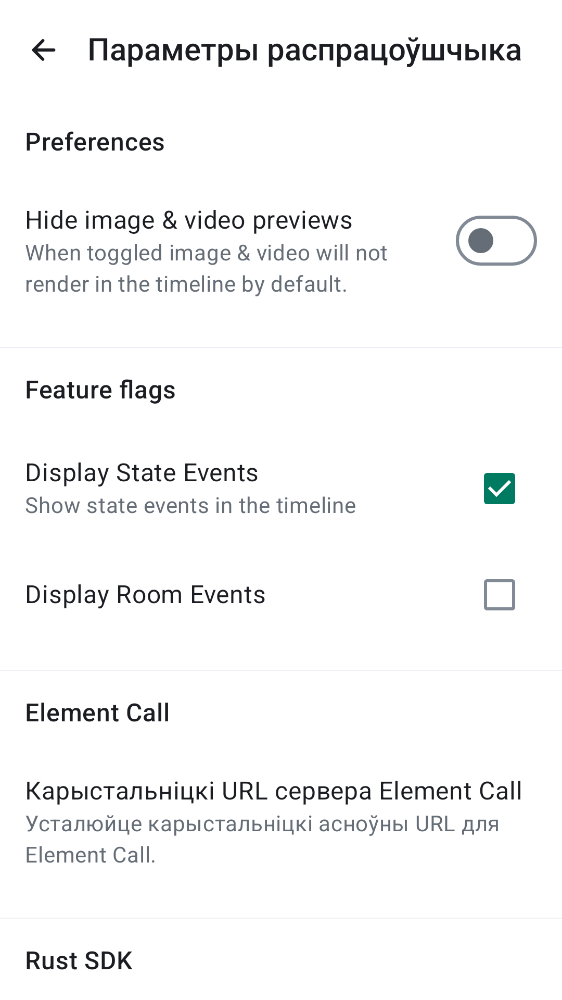 Параметры распрацоўшчыка
Preferences
Hide image & video previews
When toggled image & video will not
render in the timeline by default.
Feature flags
Display State Events
Show state events in the timeline
Display Room Events
Element Call
Карыстальніцкі URL сервера Element Call
Усталюйце карыстальніцкі асноўны URL для
Element Call.
Rust SDK